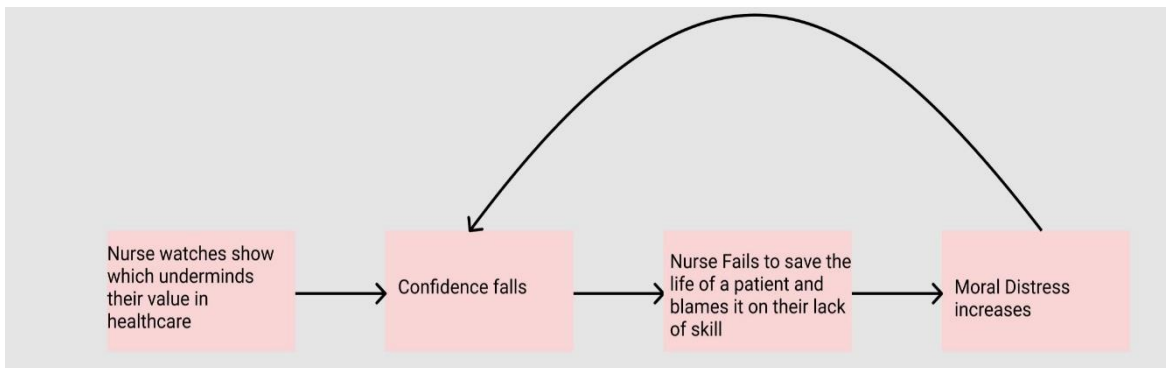 Nurse watches show
which underminds
their value in
healthcare
Confidence falls
Nurse Fails to save the
life of a patient and
blames it on their lack
of skill
Moral Distress
increases